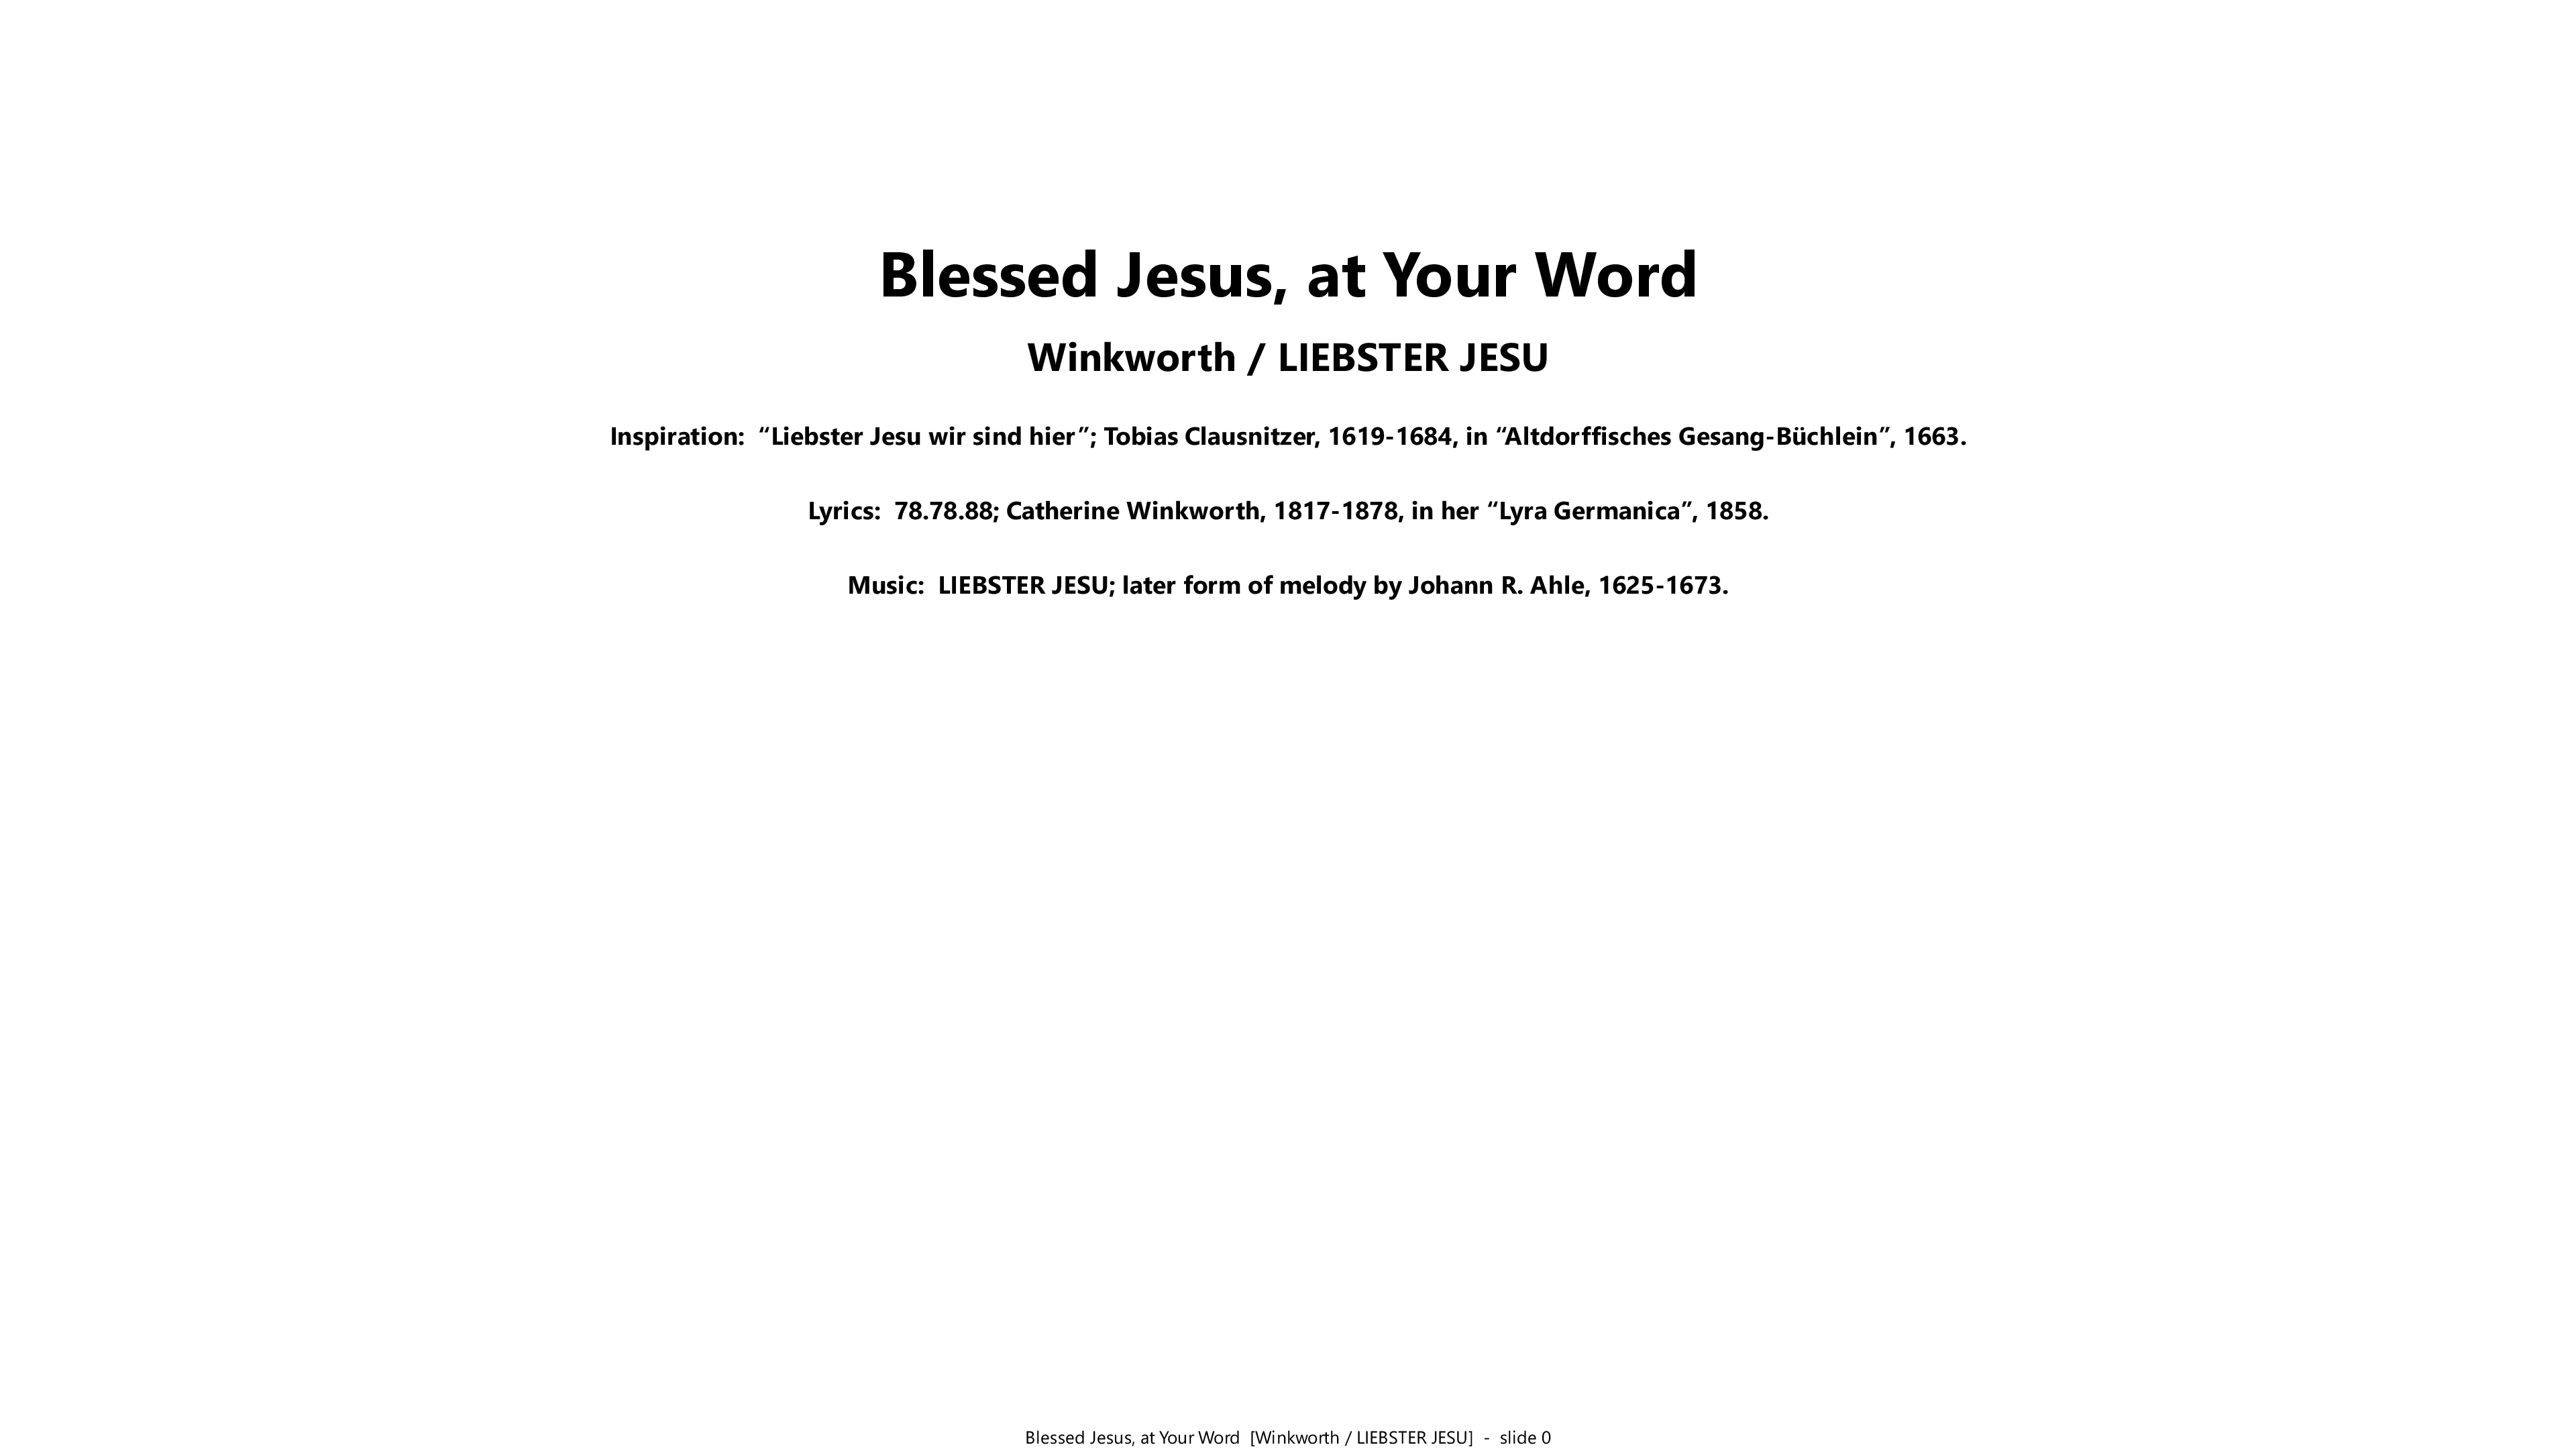 Blessed Jesus, at Your Word
Winkworth / LIEBSTER JESU
Inspiration:  “Liebster Jesu wir sind hier”; Tobias Clausnitzer, 1619-1684, in “Altdorffisches Gesang-Büchlein”, 1663.
Lyrics:  78.78.88; Catherine Winkworth, 1817-1878, in her “Lyra Germanica”, 1858.
Music:  LIEBSTER JESU; later form of melody by Johann R. Ahle, 1625-1673.
Blessed Jesus, at Your Word  [Winkworth / LIEBSTER JESU]  -  slide 0